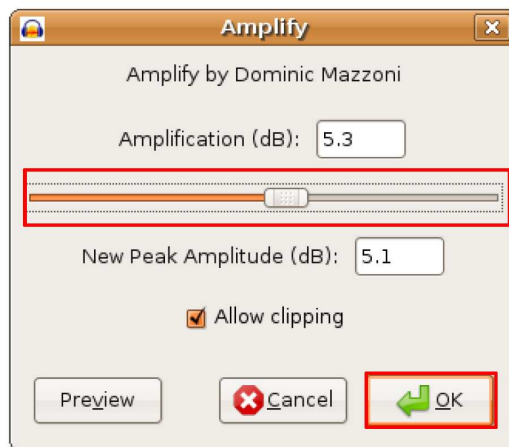 Amplify
Amplify by Dominic Mazzoni
Amplification (dB): 5.3
New Peak Amplitude (dB): 5.1
Allow clipping
Preview Cancel OK